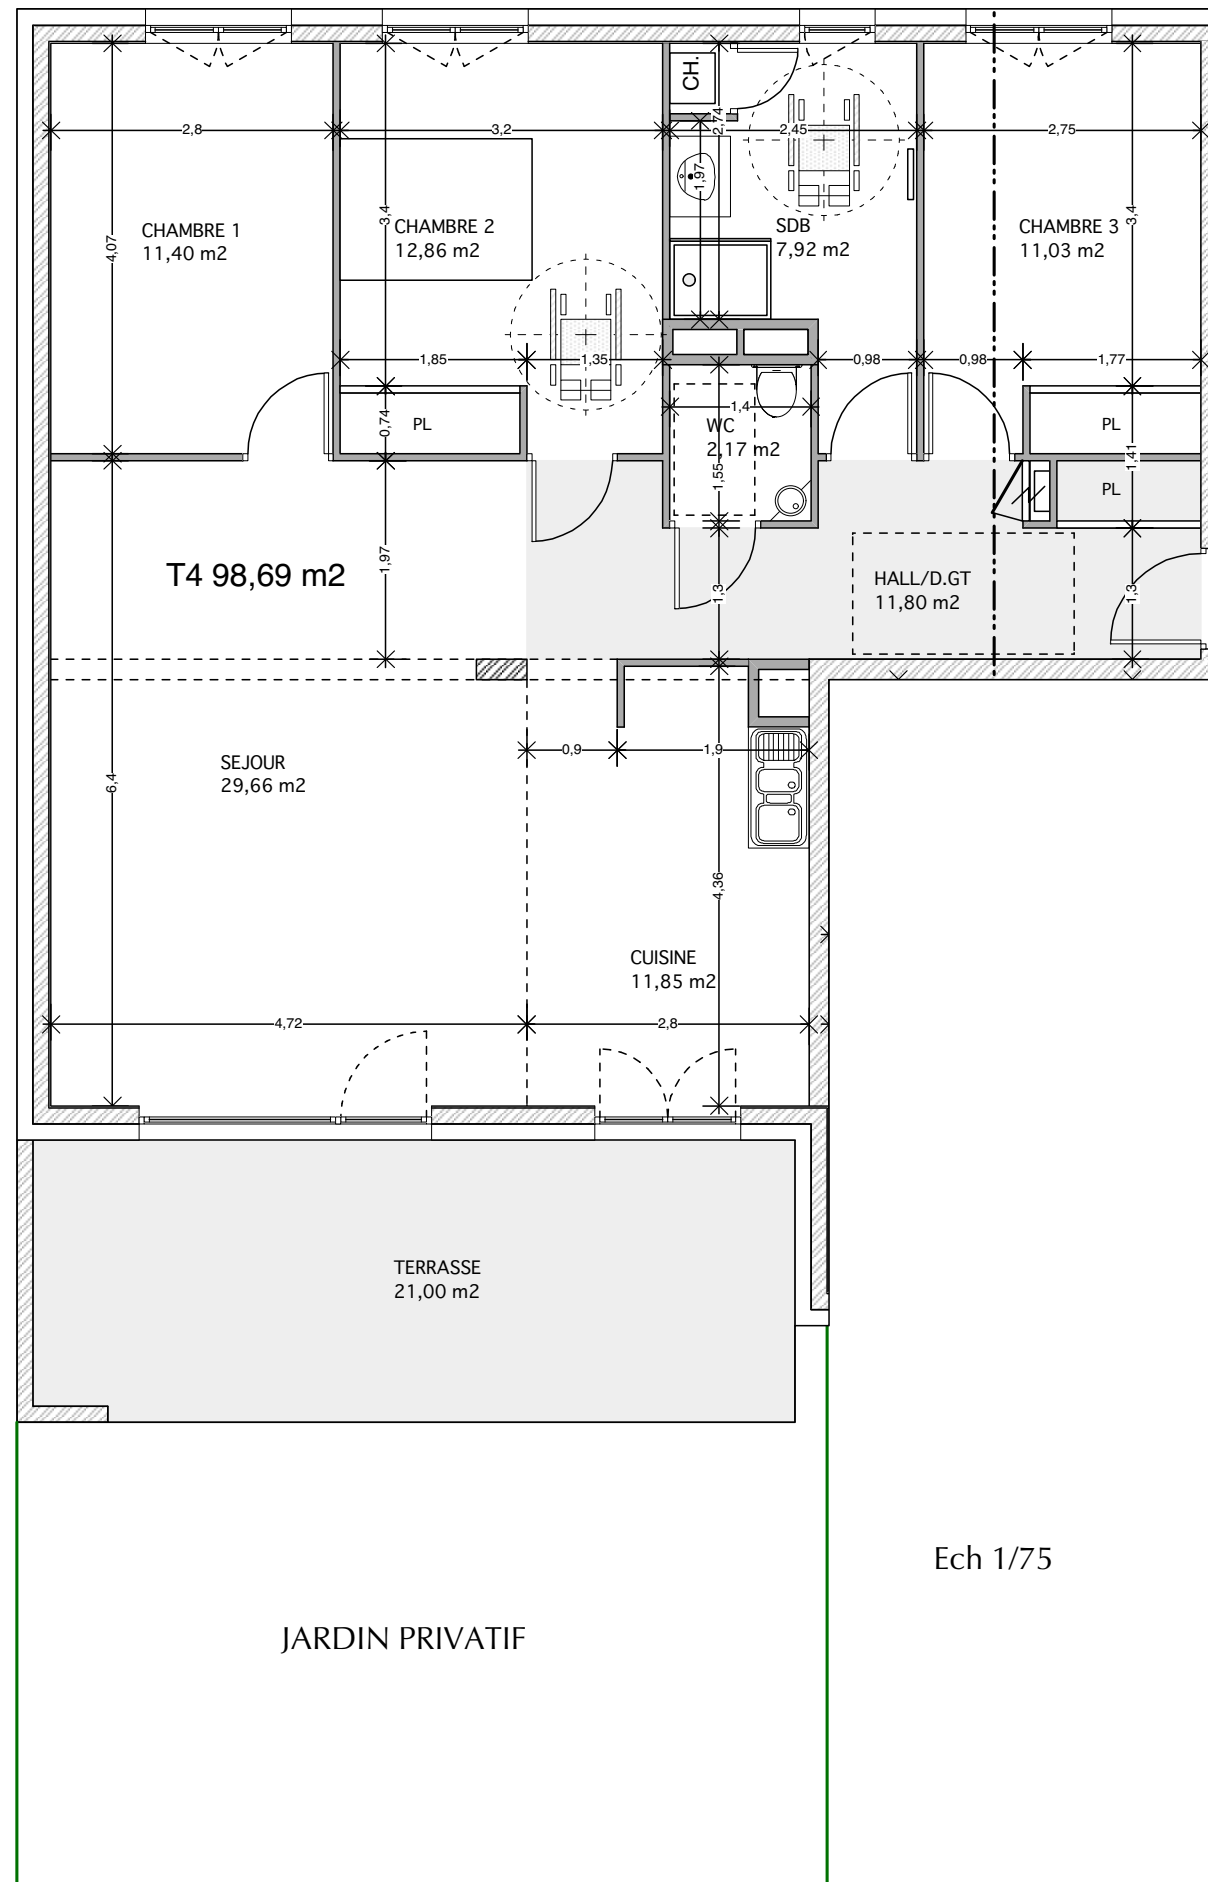 CH.
2,8
3,2
2,74
2,45
2,75
1,97
CHAMBRE 1
11,40 m2
4,07
3,4
CHAMBRE 2
12,86 m2
SDB
7,92 m2
CHAMBRE 3
11,03 m2
3,4
1,85
1,35
0,98
0,98
1,77
0,74
PL
1,4
WC
2,17 m2
1,55
PL
1,41
PL
1,97
T4 98,69 m2
1,3
HALL/D.GT
11,80 m2
1,3
0,9
1,9
SEJOUR
29,66 m2
6,4
4,36
CUISINE
11,85 m2
4,72
2,8
TERRASSE
21,00 m2
Ech 1/75
JARDIN PRIVATIF